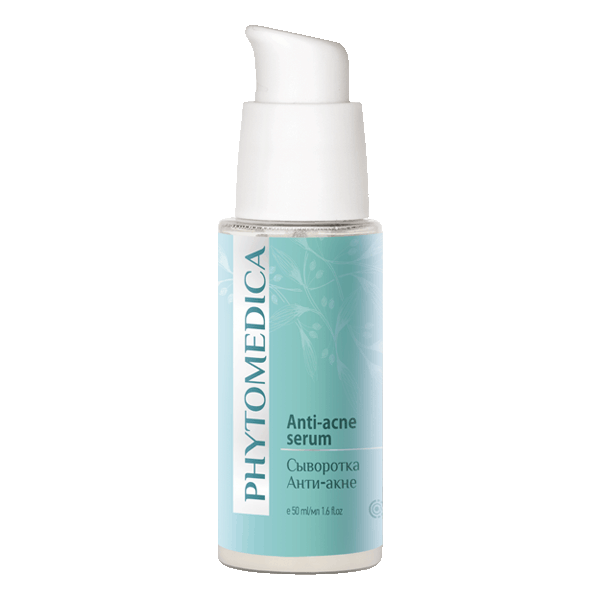 PHYTOMEDICA
Anti-acne
serum
Сыворотка
Анти-акне
e 50 ml/мл 1.6 fl.oz